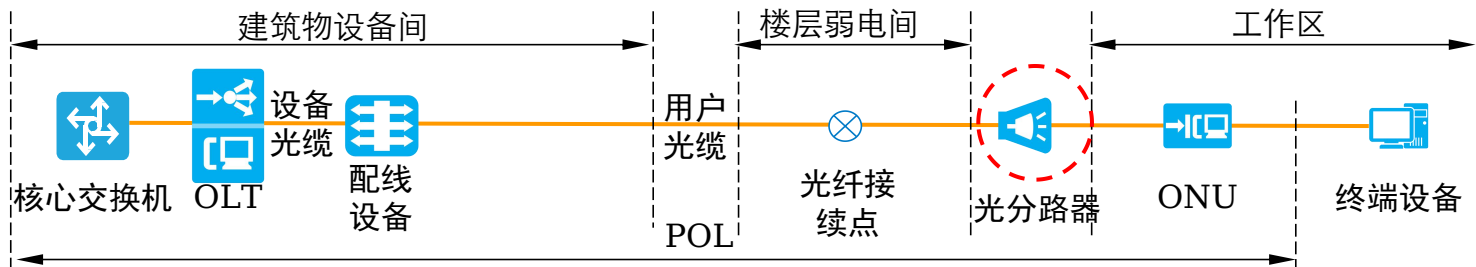 建筑物设备间
楼层弱电间
工作区
设备
光缆
用户
光缆
核心交换机
OLT
配线
设备
光纤接
续点
光分路器
ONU
终端设备
POL